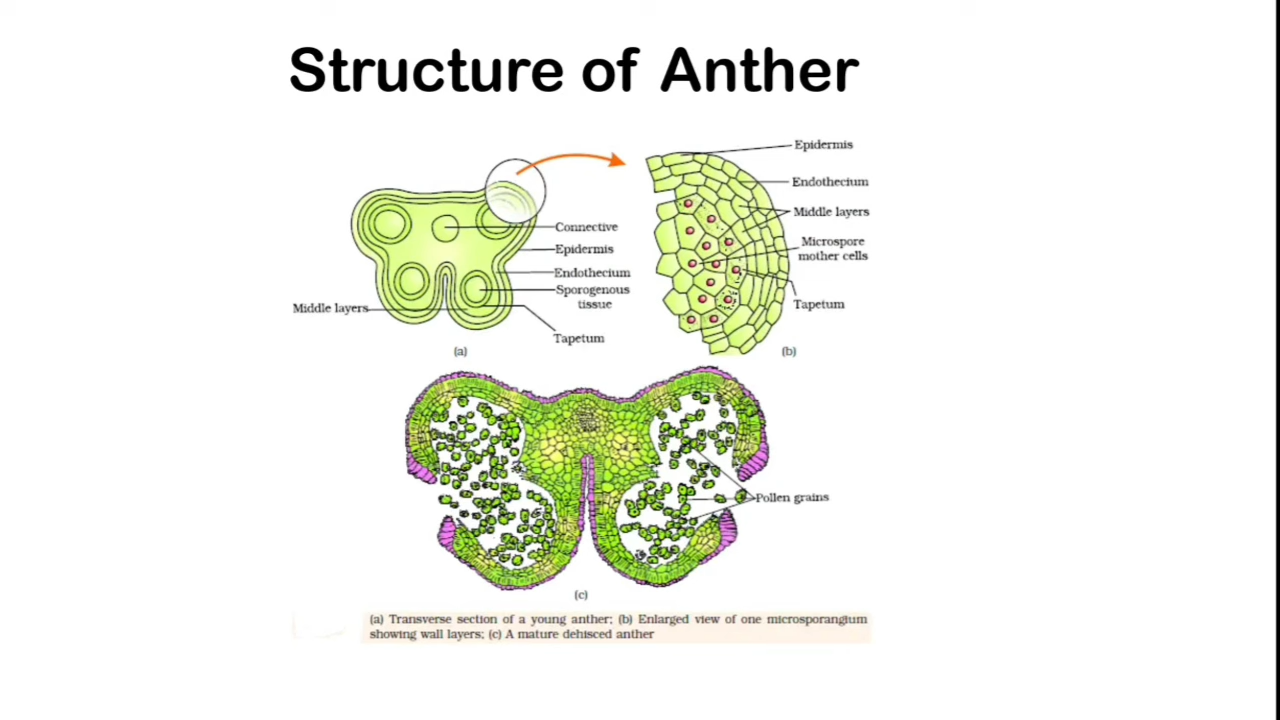 Structure of Anther
Epidermis
Endothecium
Middle layers
Microspore
mother cells
Tapetum
(b)
Connective
Epidermis
Endothecium
Sporogenous
tissue
Middle layers
Tapetum
(a)
Pollen grains
(c)
(a) Transverse section of a young anther; (b) Enlarged view of one microsporangium
showing wall layers; (c) A mature dehisced anther